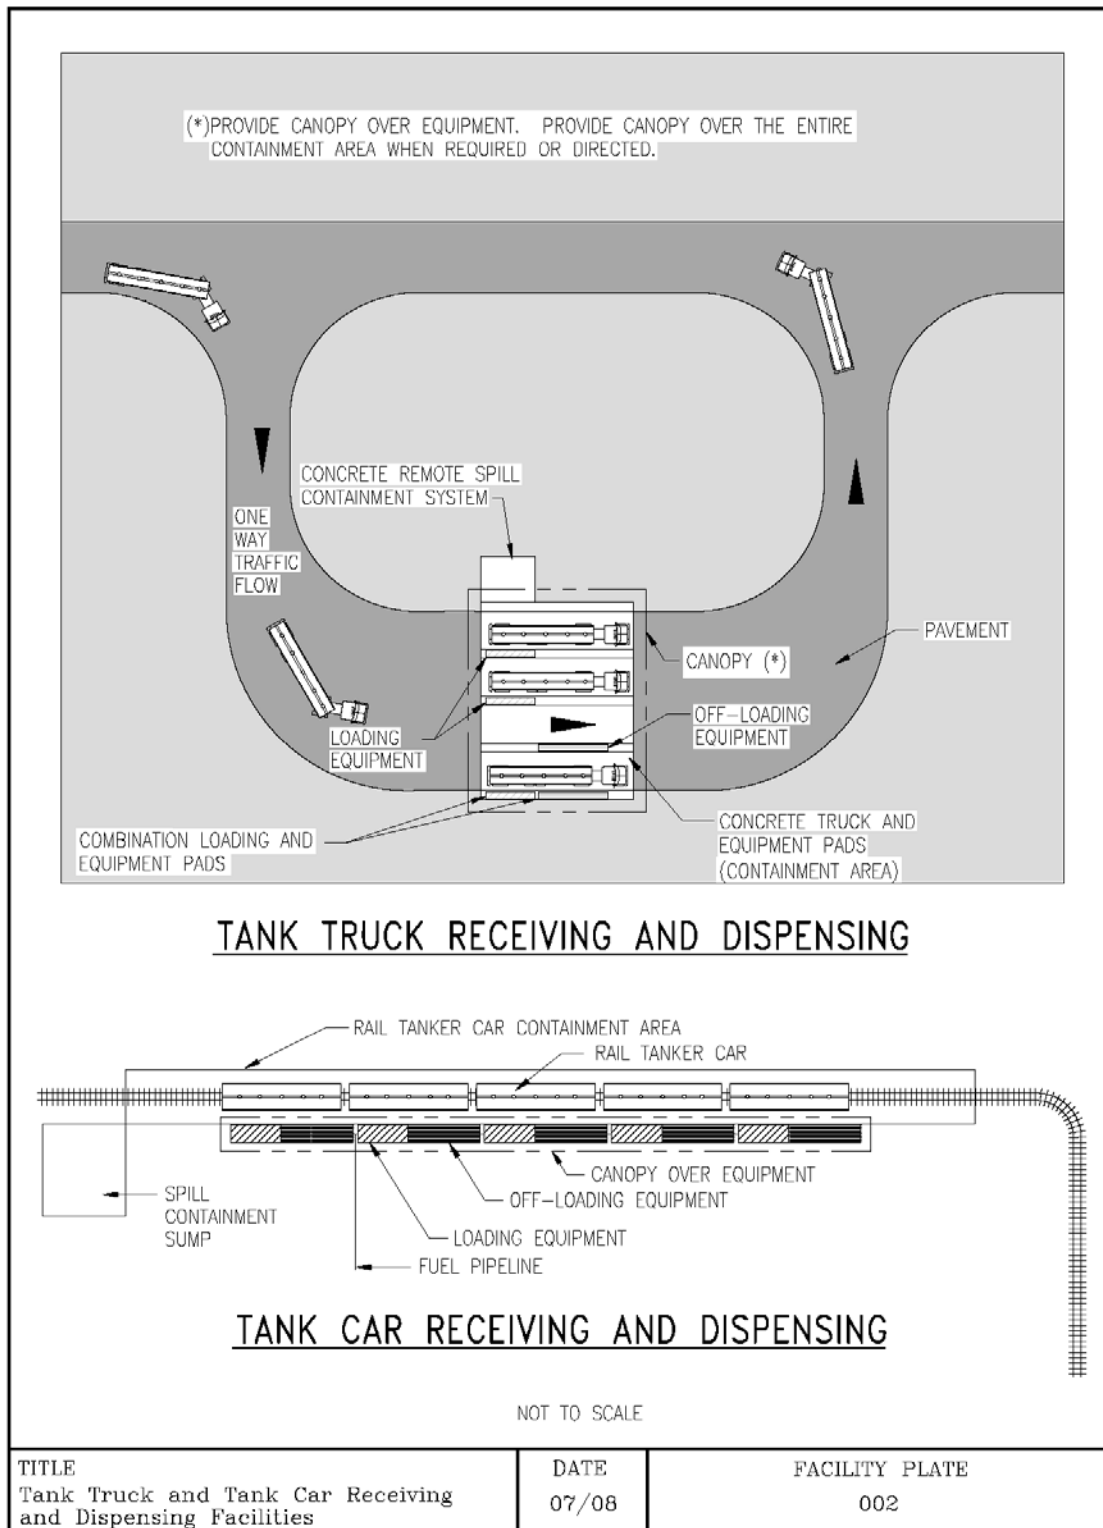 (*)PROVIDE CANOPY OVER EQUIPMENT. PROVIDE CANOPY OVER THE ENTIRE
CONTAINMENT AREA WHEN REQUIRED OR DIRECTED.
CONCRETE REMOTE SPILL
CONTAINMENT SYSTEM
ONE
WAY
TRAFFIC
FLOW
PAVEMENT
CANOPY (*)
OFF-LOADING
EQUIPMENT
LOADING
EQUIPMENT
COMBINATION LOADING AND
EQUIPMENT PADS
CONCRETE TRUCK AND
EQUIPMENT PADS
(CONTAINMENT AREA)
TANK TRUCK RECEIVING AND DISPENSING
RAIL TANKER CAR CONTAINMENT AREA
RAIL TANKER CAR
CANOPY OVER EQUIPMENT
OFF-LOADING EQUIPMENT
SPILL
CONTAINMENT
SUMP
LOADING EQUIPMENT
FUEL PIPELINE
TANK CAR RECEIVING AND DISPENSING
NOT TO SCALE
TITLE
Tank Truck and Tank Car Receiving
and Dispensing Facilities
DATE
07/08
FACILITY PLATE
002